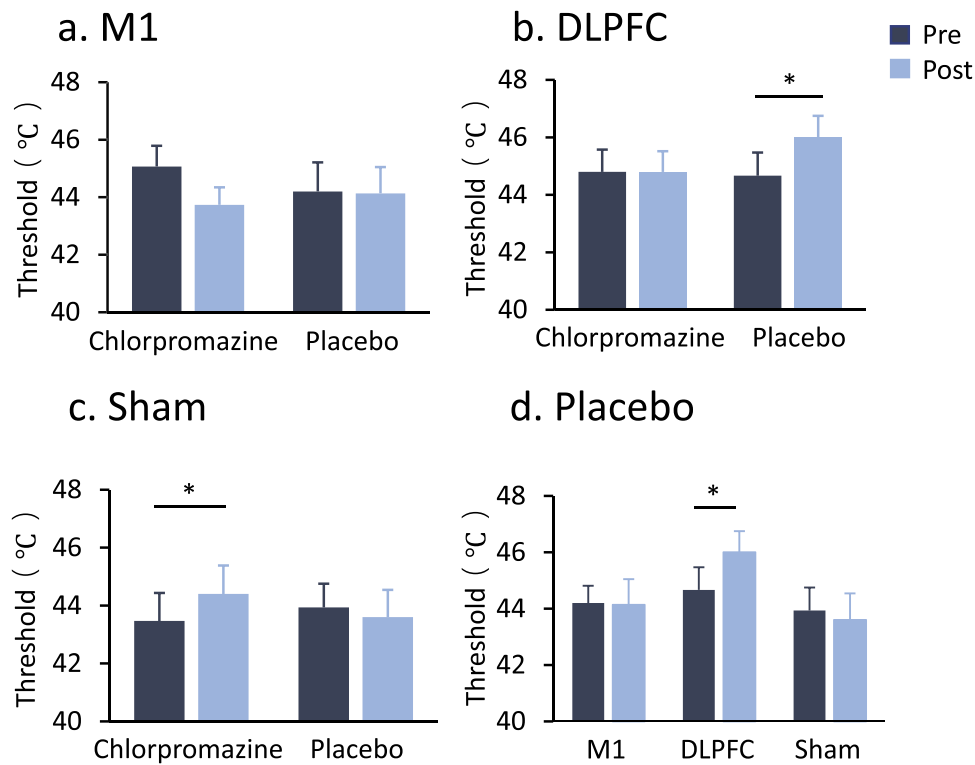 a. M1
b. DLPFC
Pre
Post
Threshold ( ℃ )
48
46
44
42
40
Chlorpromazine Placebo
Threshold ( ℃ )
48
46
44
42
40
*
Chlorpromazine Placebo
c. Sham
d. Placebo
Threshold ( ℃ )
48
46
44
42
40
*
Chlorpromazine Placebo
Threshold ( ℃ )
48
46
44
42
40
*
M1 DLPFC Sham